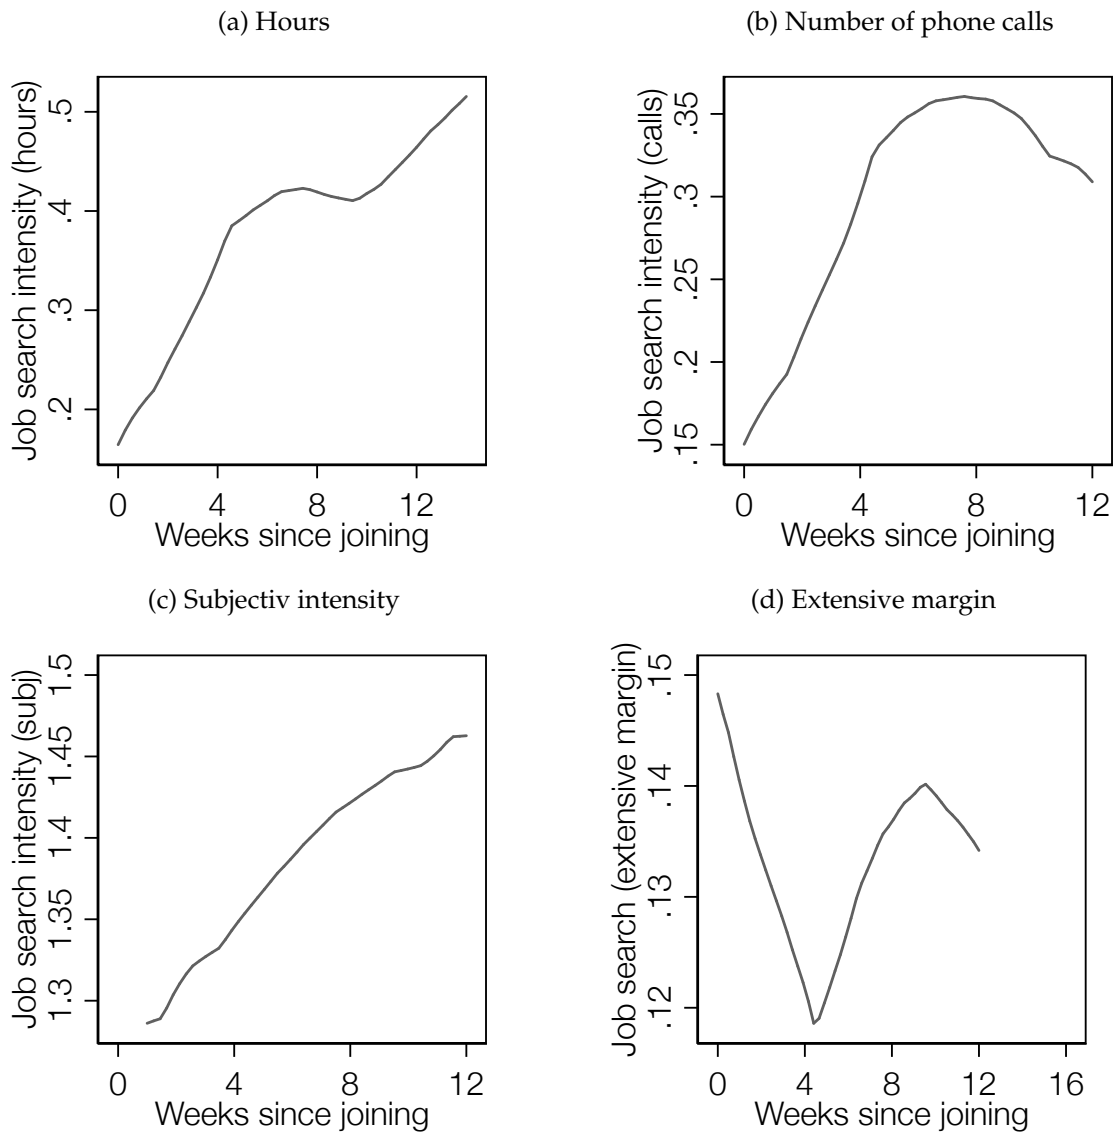 (a) Hours
Job search intensity (hours)
.5
.4
.3
.2
0 4 8 12
Weeks since joining
(b) Number of phone calls
Job search intensity (calls)
.35
.3
.25
.2
.15
0 4 8 12
Weeks since joining
(c) Subjectiv intensity
Job search intensity (subj)
1.5
1.45
1.4
1.35
1.3
0 4 8 12
Weeks since joining
(d) Extensive margin
Job search (extensive margin)
.15
.14
.13
.12
0 4 8 12 16
Weeks since joining